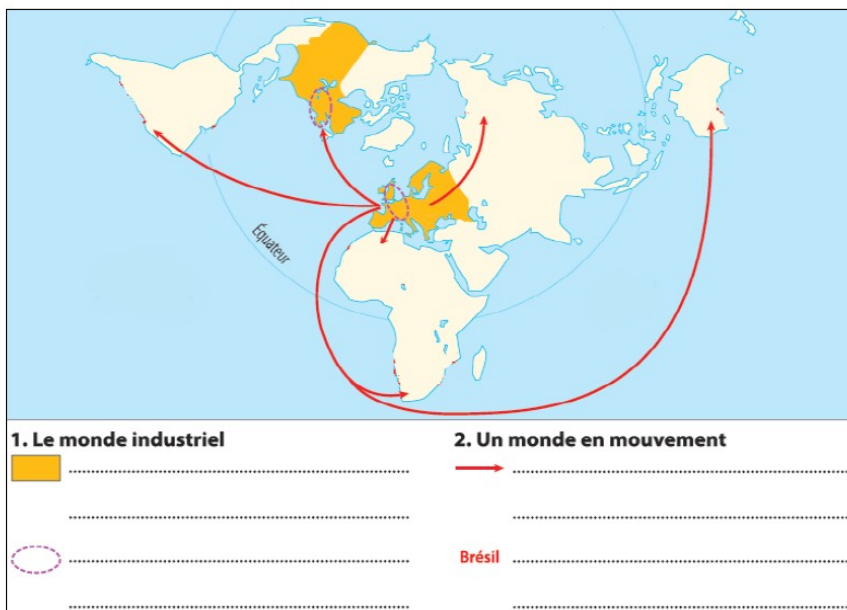 Équateur
1. Le monde industriel
2. Un monde en mouvement
Brésil